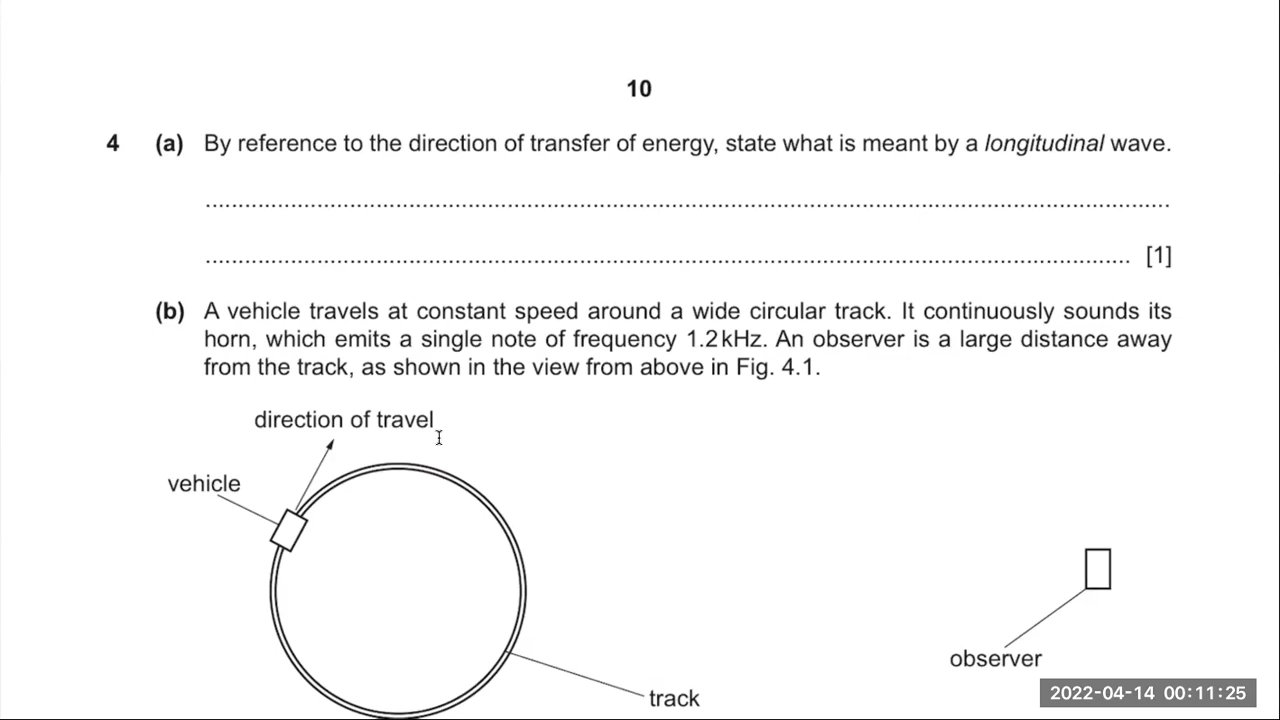 10
4 (a) By reference to the direction of transfer of energy, state what is meant by a longitudinal wave.
....................................................................................................................................................
.............................................................................................................................................. [1]
(b) A vehicle travels at constant speed around a wide circular track. It continuously sounds its
horn, which emits a single note of frequency 1.2 kHz. An observer is a large distance away
from the track, as shown in the view from above in Fig. 4.1.
direction of travel
vehicle
observer
track
2022-04-14 00:11:25